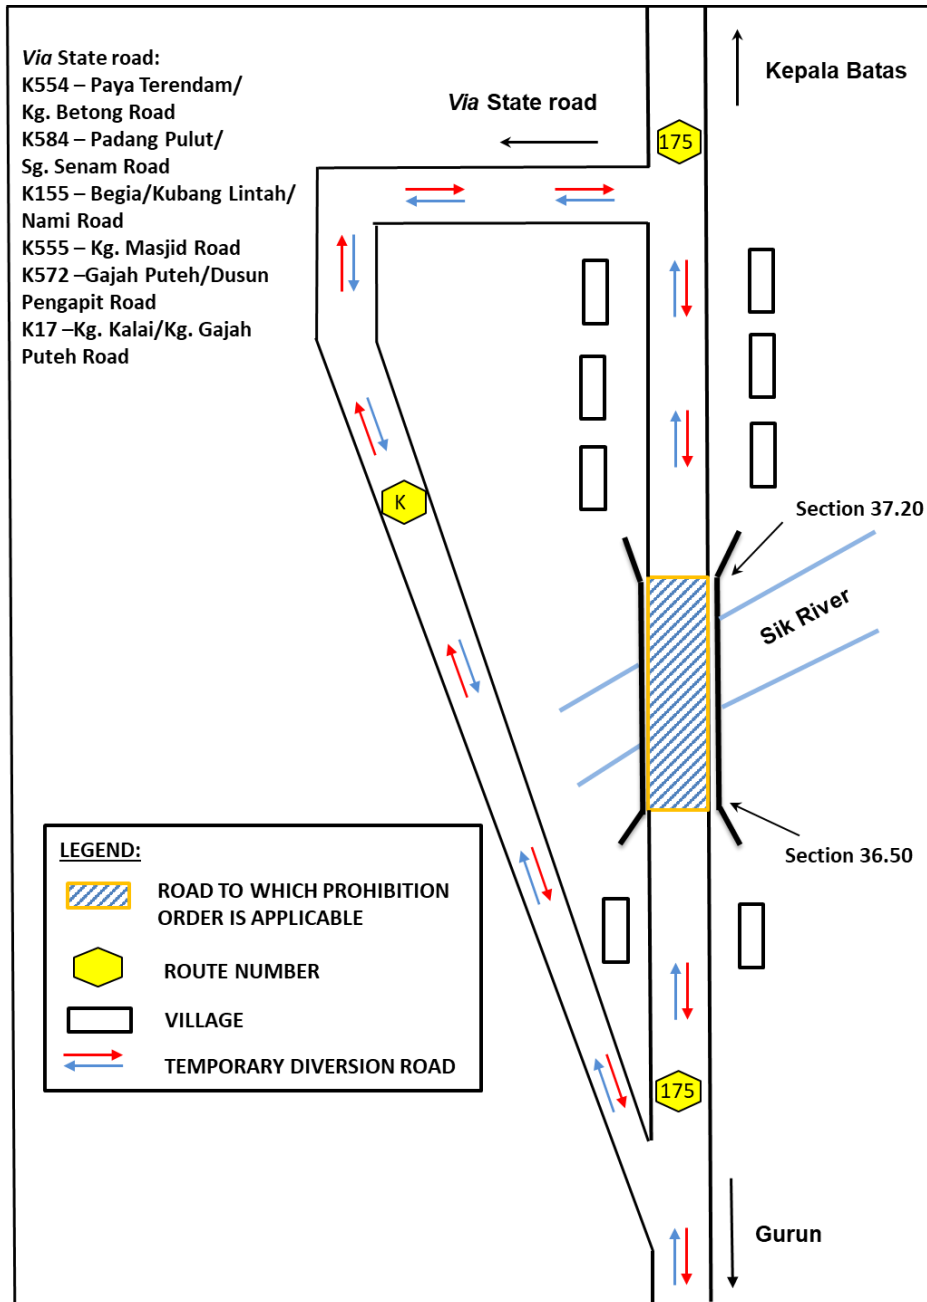 Via State road:
K554 – Paya Terendam/
Kg. Betong Road
K584 – Padang Pulut/
Sg. Senam Road
K155 – Begia/Kubang Lintah/
Nami Road
K555 – Kg. Masjid Road
K572 –Gajah Puteh/Dusun
Pengapit Road
K17 –Kg. Kalai/Kg. Gajah
Puteh Road
Via State road
Kepala Batas
175
K
Section 37.20
Sik River
Section 36.50
LEGEND:
ROAD TO WHICH PROHIBITION
ORDER IS APPLICABLE
ROUTE NUMBER
VILLAGE
TEMPORARY DIVERSION ROAD
175
Gurun